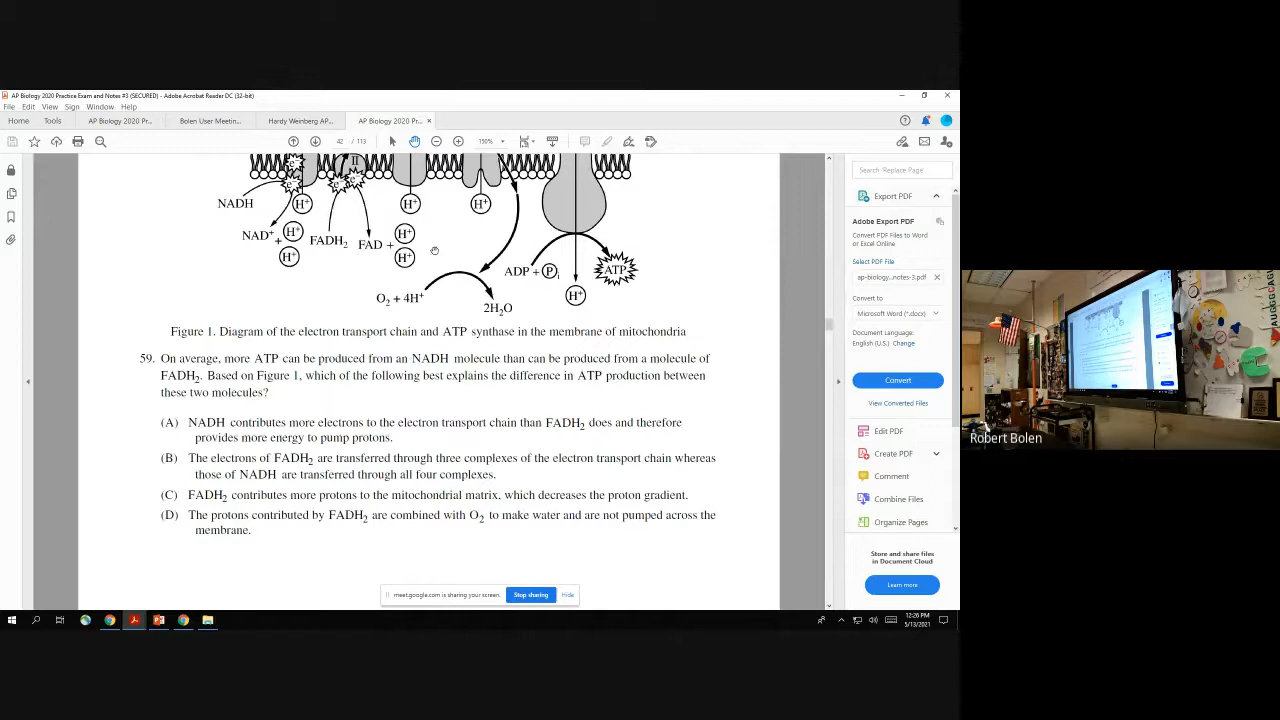 AP Biology 2020 Practice Exam and Notes #3 (SECURED) - Adobe Acrobat Reader DC (32-bit)
File Edit View Sign Window Help
Home Tools AP Biology 2020 Pr... Bolen User Meetin... Hardy Weinberg AP... AP Biology 2020 Pr... ×
42 / 113 150%
e- II
e- e-
NADH H+ H+ H+
NAD+ + H+ FADH2 FAD + H+
H+ H+
ADP + Pi ATP
O2 + 4H+ H+
2H2O
Figure 1. Diagram of the electron transport chain and ATP synthase in the membrane of mitochondria
59. On average, more ATP can be produced from an NADH molecule than can be produced from a molecule of
FADH2. Based on Figure 1, which of the following best explains the difference in ATP production between
these two molecules?
(A) NADH contributes more electrons to the electron transport chain than FADH2 does and therefore
provides more energy to pump protons.
(B) The electrons of FADH2 are transferred through three complexes of the electron transport chain whereas
those of NADH are transferred through all four complexes.
(C) FADH2 contributes more protons to the mitochondrial matrix, which decreases the proton gradient.
(D) The protons contributed by FADH2 are combined with O2 to make water and are not pumped across the
membrane.
Search 'Replace Page'
Export PDF
Adobe Export PDF
Convert PDF Files to Word
or Excel Online
Select PDF File
ap-biology...notes-3.pdf ×
Convert to
Microsoft Word (*.docx)
Document Language:
English (U.S.) Change
Convert
View Converted Files
Edit PDF
Create PDF
Comment
Combine Files
Organize Pages
Store and share files
in Document Cloud
Learn more
meet.google.com is sharing your screen. Stop sharing Hide
12:26 PM
5/13/2021
Robert Bolen